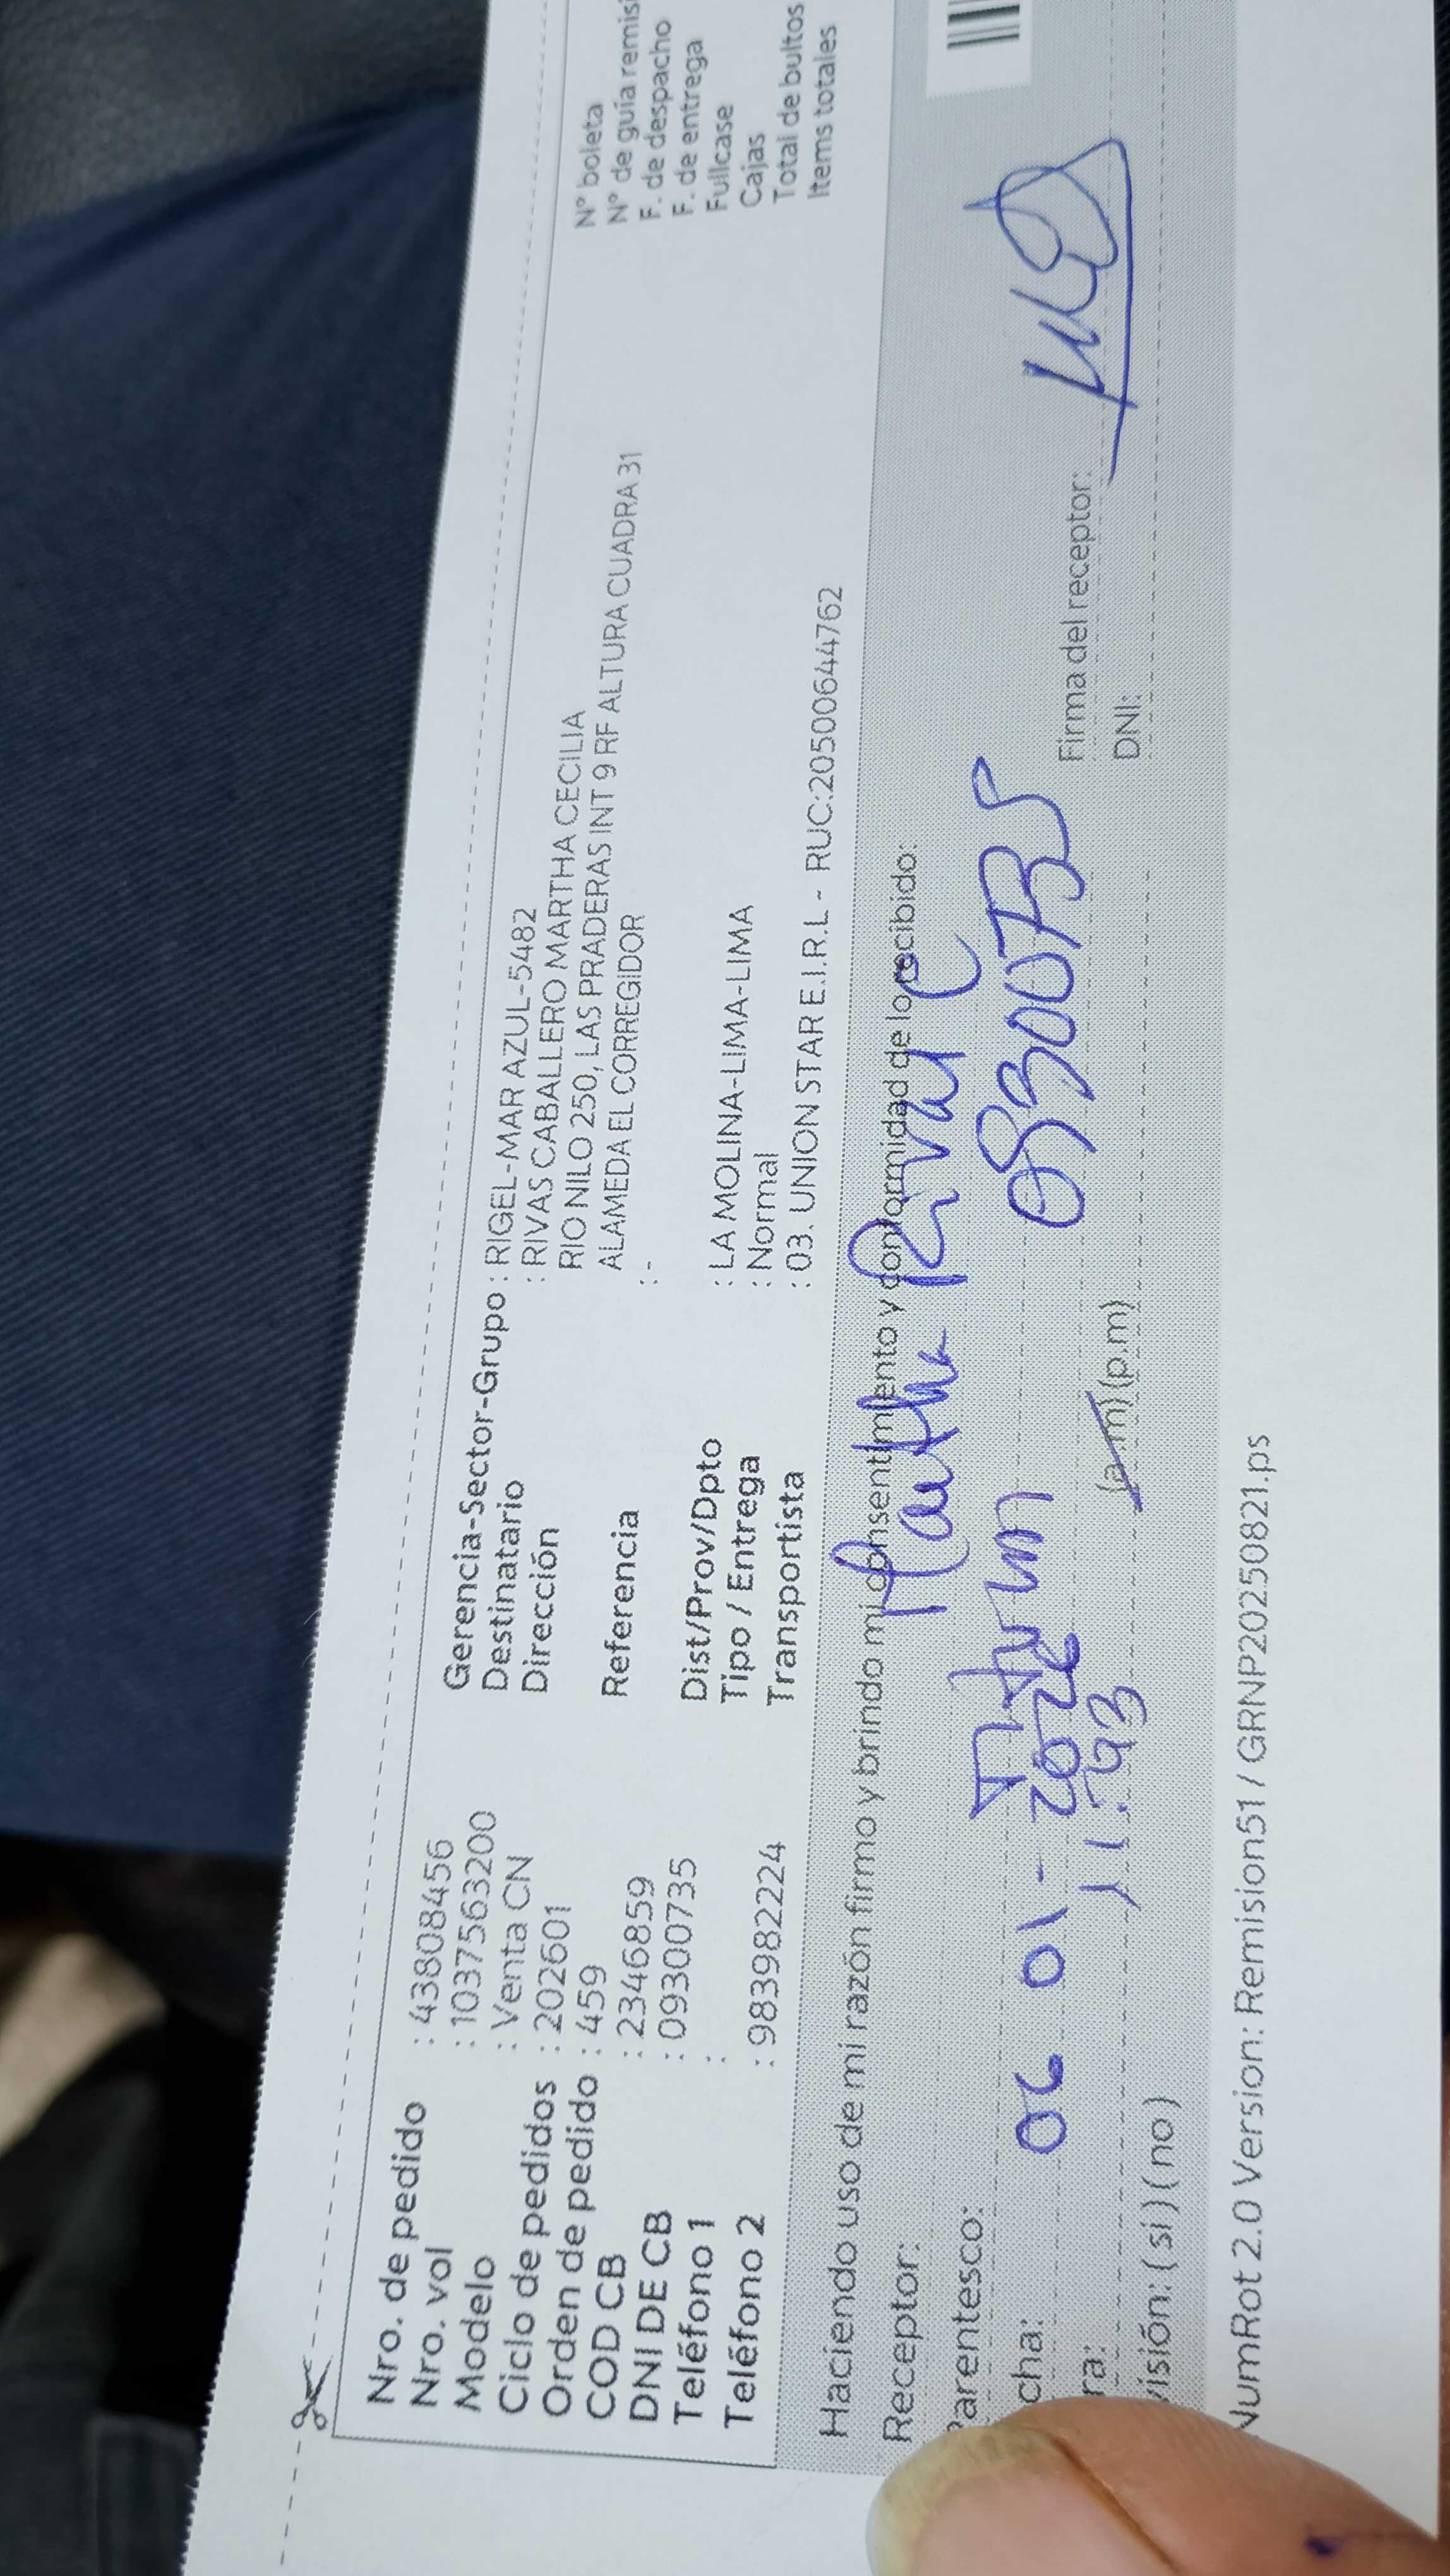 Nro. de pedido : 43808456
Nro. vol : 1037563200
Modelo : Venta CN
Ciclo de pedidos : 202601
Orden de pedido : 459
COD CB : 2346859
DNI DE CB : 09300735
Teléfono 1 :
Teléfono 2 : 983982224
Gerencia-Sector-Grupo : RIGEL-MAR AZUL-5482
Destinatario : RIVAS CABALLERO MARTHA CECILIA
Dirección RIO NILO 250, LAS PRADERAS INT 9 RF ALTURA CUADRA 31
ALAMEDA EL CORREGIDOR
Referencia : -
Dist/Prov/Dpto : LA MOLINA-LIMA-LIMA
Tipo / Entrega : Normal
Transportista : 03. UNION STAR E.I.R.L - RUC:20500644762
N° boleta
N° de guía remisi
F. de despacho
F. de entrega
Fullcase
Cajas
Total de bultos
Items totales
Haciendo uso de mi razón firmo y brindo mi consentimiento y conformidad de lo recibido:
Receptor: Martha Rivas C
Parentesco:
cha: 06 01 - 2026
ra: 11:43 (a.m) (p.m)
visión: ( si ) ( no )
Firma del receptor:
DNI:
NumRot 2.0 Version: Remision51 / GRNP20250821.ps